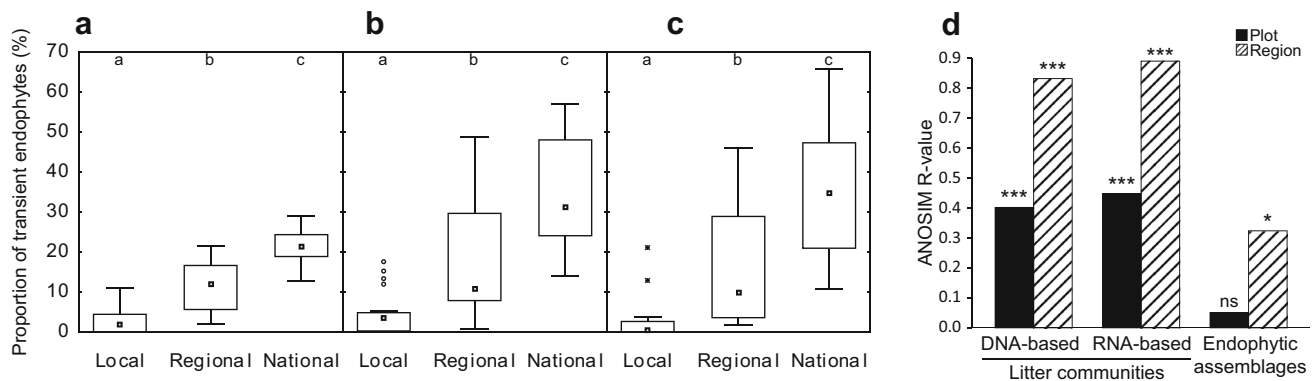 a
b
c
d
Proportion of transient endophytes (%)
70
60
50
40
30
20
10
0
a
b
c
a
b
c
a
b
c
Local
Regional
National
Local
Regional
National
Local
Regional
National
Plot
Region
ANOSIM R-value
0.9
0.8
0.7
0.6
0.5
0.4
0.3
0.2
0.1
0.0
***
***
***
***
ns
*
DNA-based
RNA-based
Endophytic
assemblages
Litter communities